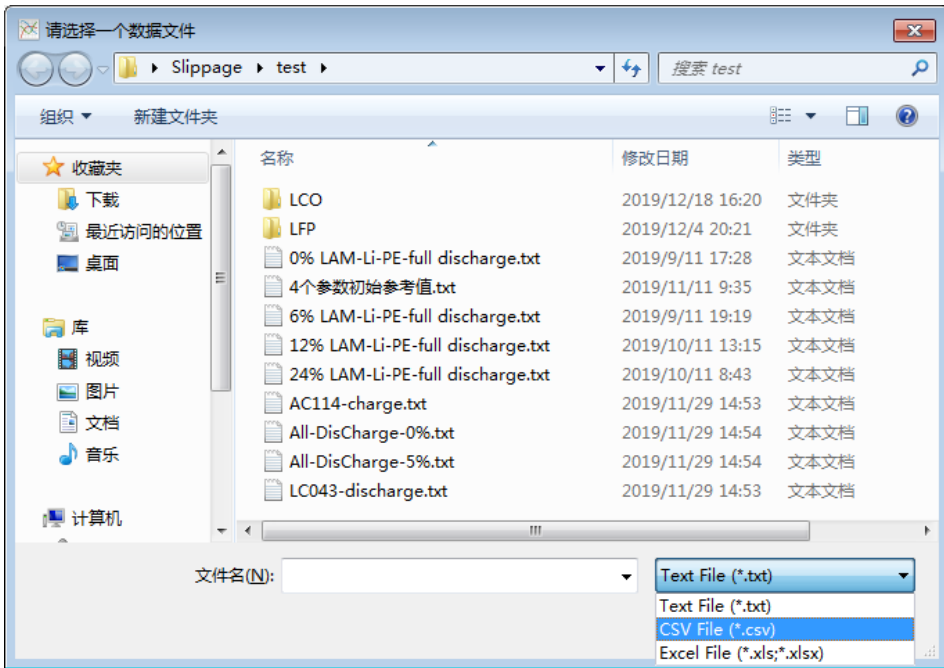 请选择一个数据文件
Slippage test
搜索 test
组织 新建文件夹
收藏夹
下载
最近访问的位置
桌面
库
视频
图片
文档
音乐
计算机
名称 修改日期 类型
LCO 2019/12/18 16:20 文件夹
LFP 2019/12/4 20:21 文件夹
0% LAM-Li-PE-full discharge.txt 2019/9/11 17:28 文本文档
4个参数初始参考值.txt 2019/11/11 9:35 文本文档
6% LAM-Li-PE-full discharge.txt 2019/9/11 19:19 文本文档
12% LAM-Li-PE-full discharge.txt 2019/10/11 13:15 文本文档
24% LAM-Li-PE-full discharge.txt 2019/10/11 8:43 文本文档
AC114-charge.txt 2019/11/29 14:53 文本文档
All-DisCharge-0%.txt 2019/11/29 14:54 文本文档
All-DisCharge-5%.txt 2019/11/29 14:54 文本文档
LC043-discharge.txt 2019/11/29 14:53 文本文档
文件名(N):
Text File (*.txt)
Text File (*.txt)
CSV File (*.csv)
Excel File (*.xls;*.xlsx)